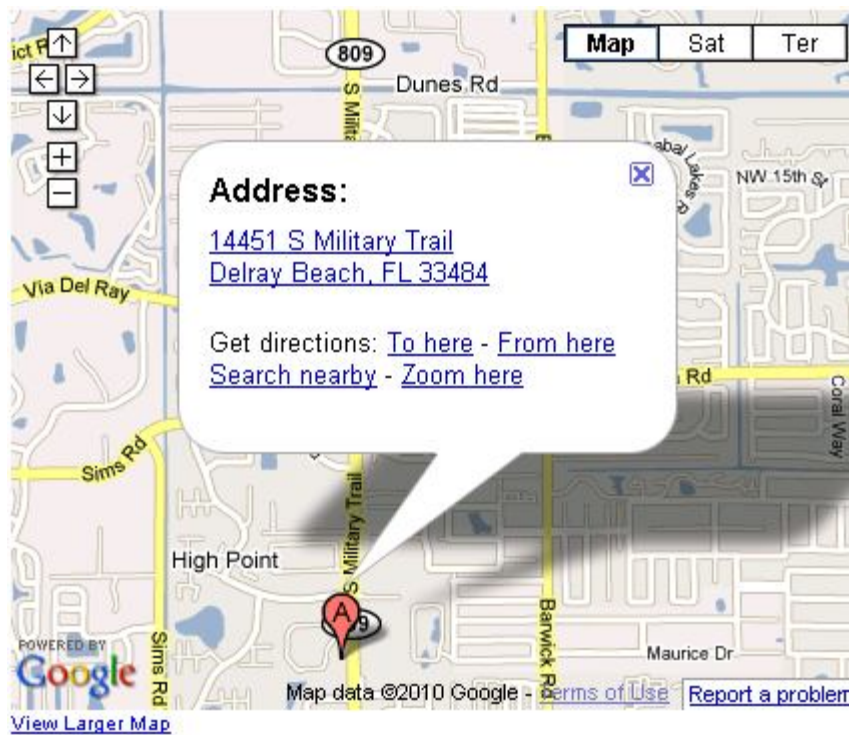 ict R
809
Map Sat Ter
Dunes Rd
S Milita
NW 15th St
Address:
14451 S Military Trail
Delray Beach, FL 33484
Via Del Ray
Get directions: To here - From here
Search nearby - Zoom here
Rd
Coral Way
Sims Rd
S Military Trail
High Point
A
Barwick Rd
Sims Rd
Maurice Dr
POWERED BY
Google
Map data ©2010 Google - Terms of Use
Report a problem
View Larger Map